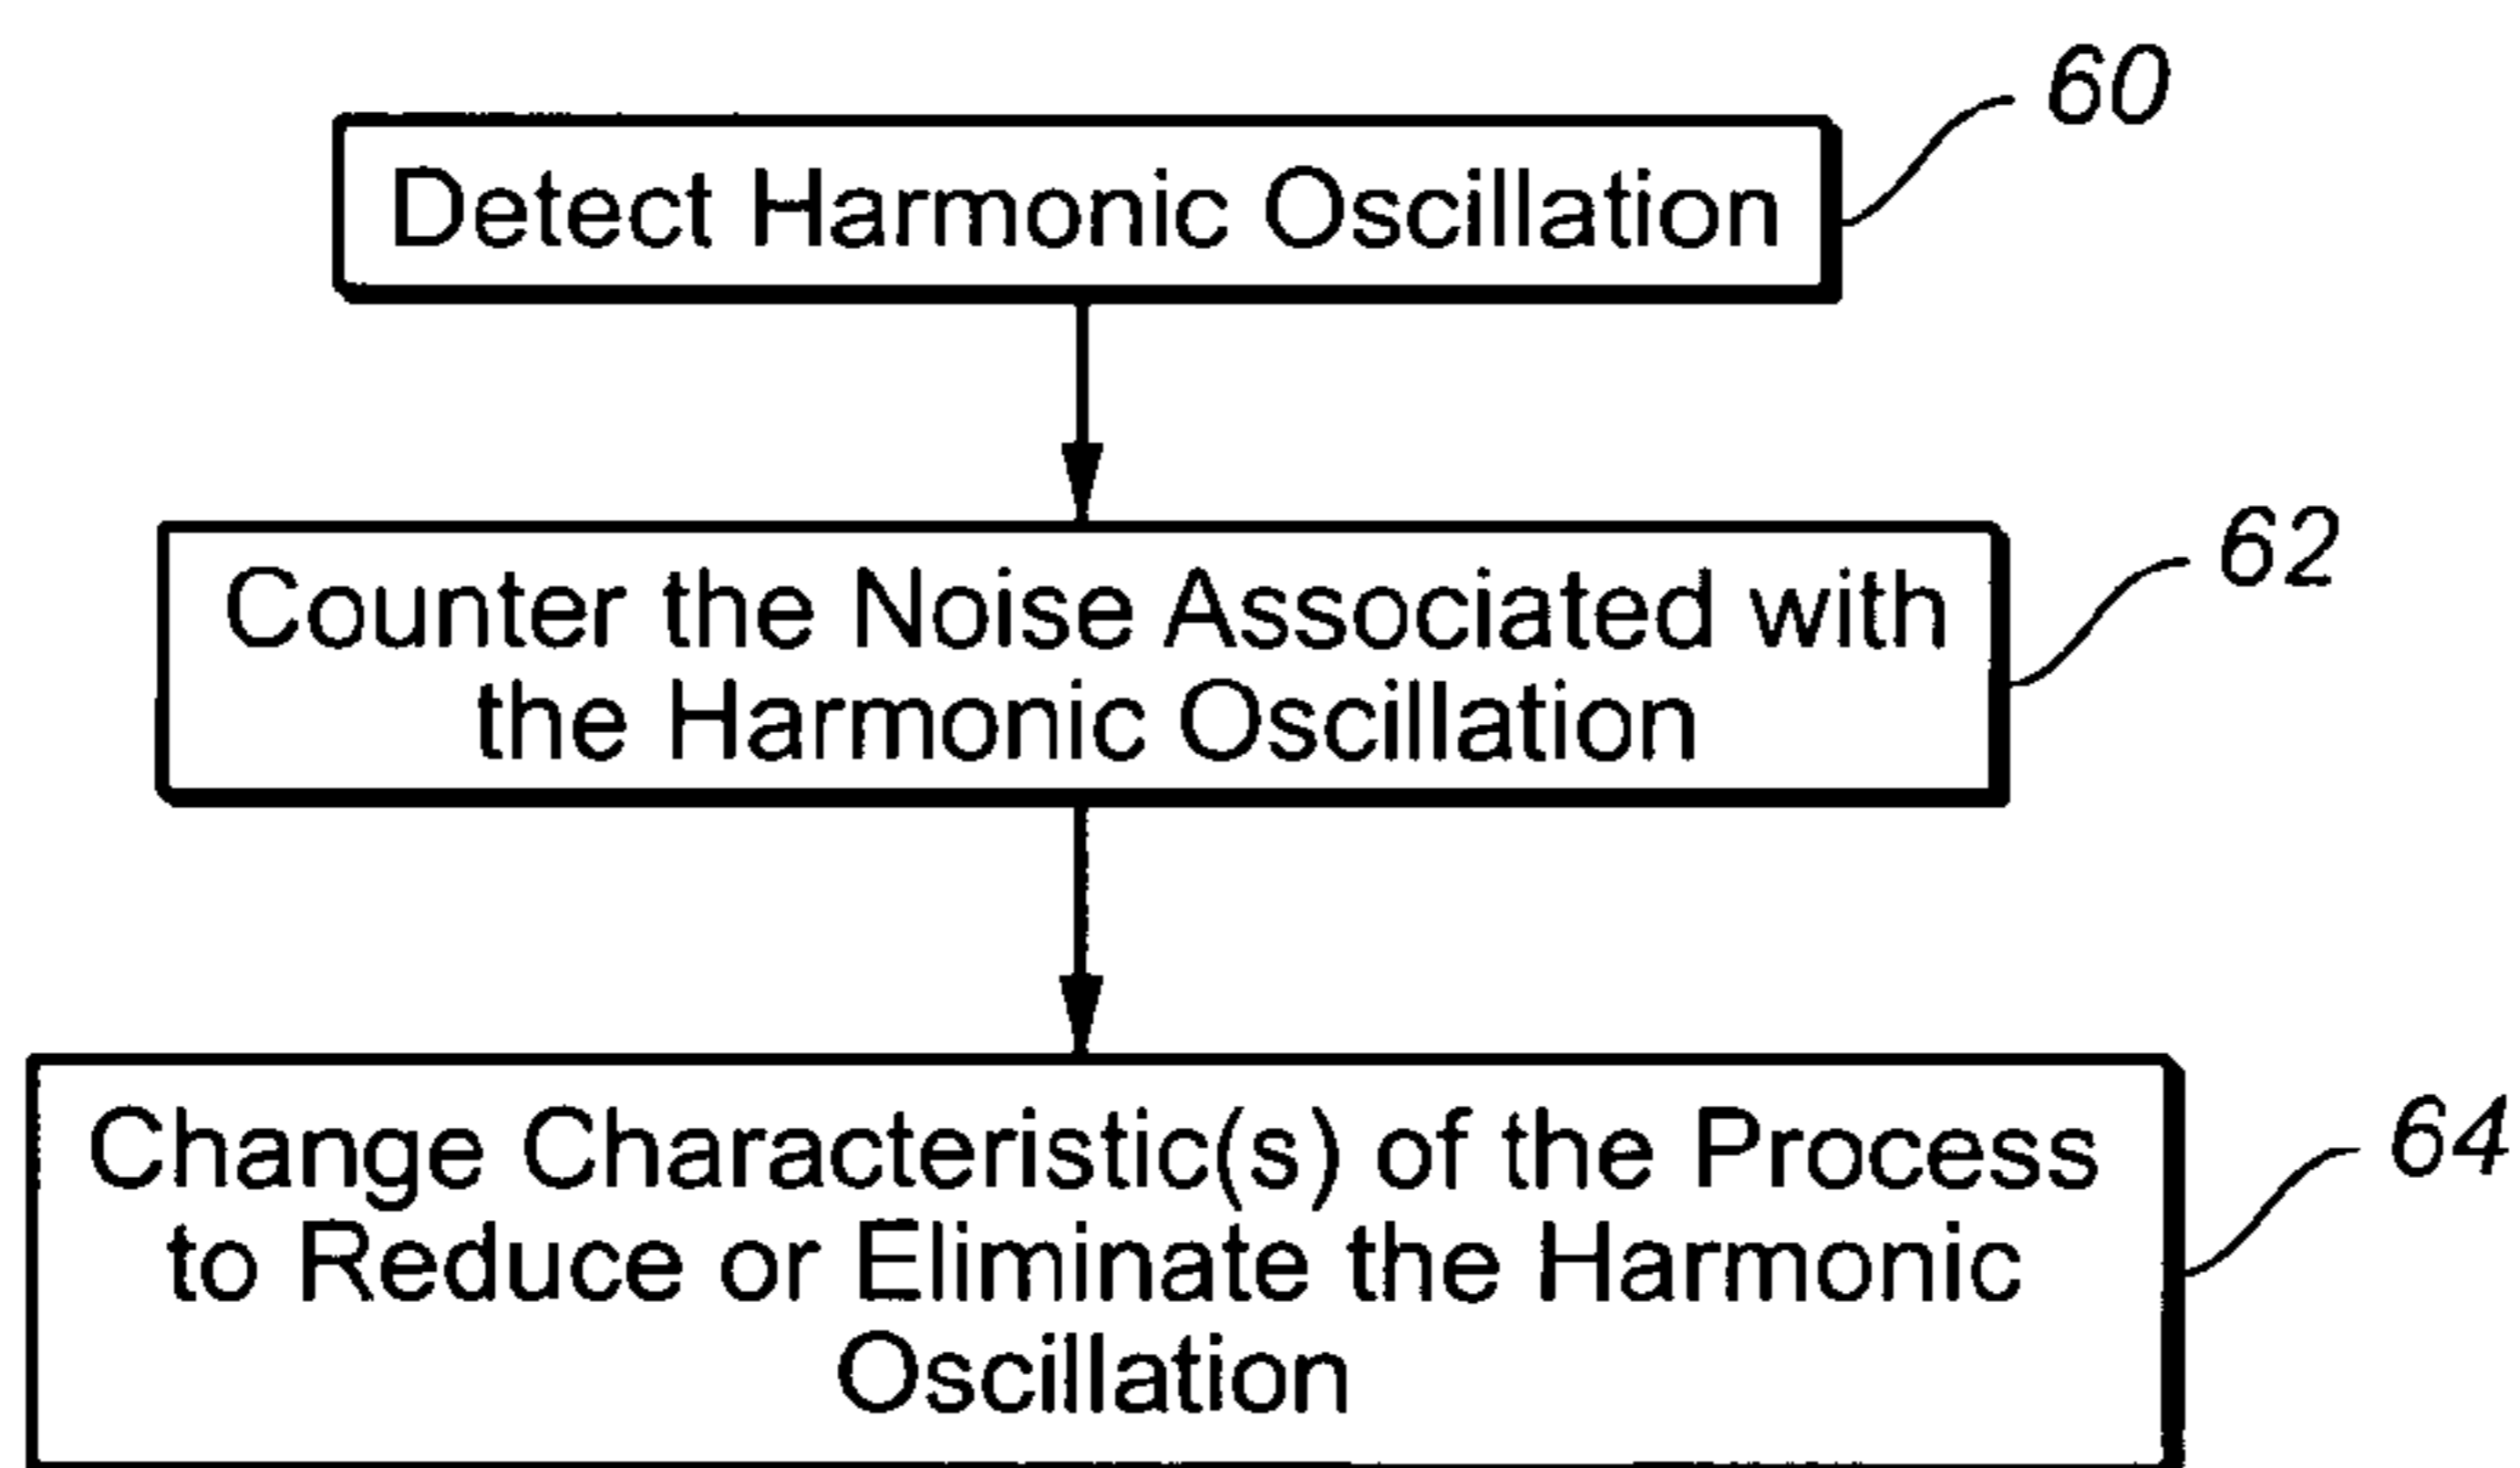 60
Detect Harmonic Oscillation
62
Counter the Noise Associated with
the Harmonic Oscillation
64
Change Characteristic(s) of the Process
to Reduce or Eliminate the Harmonic
Oscillation